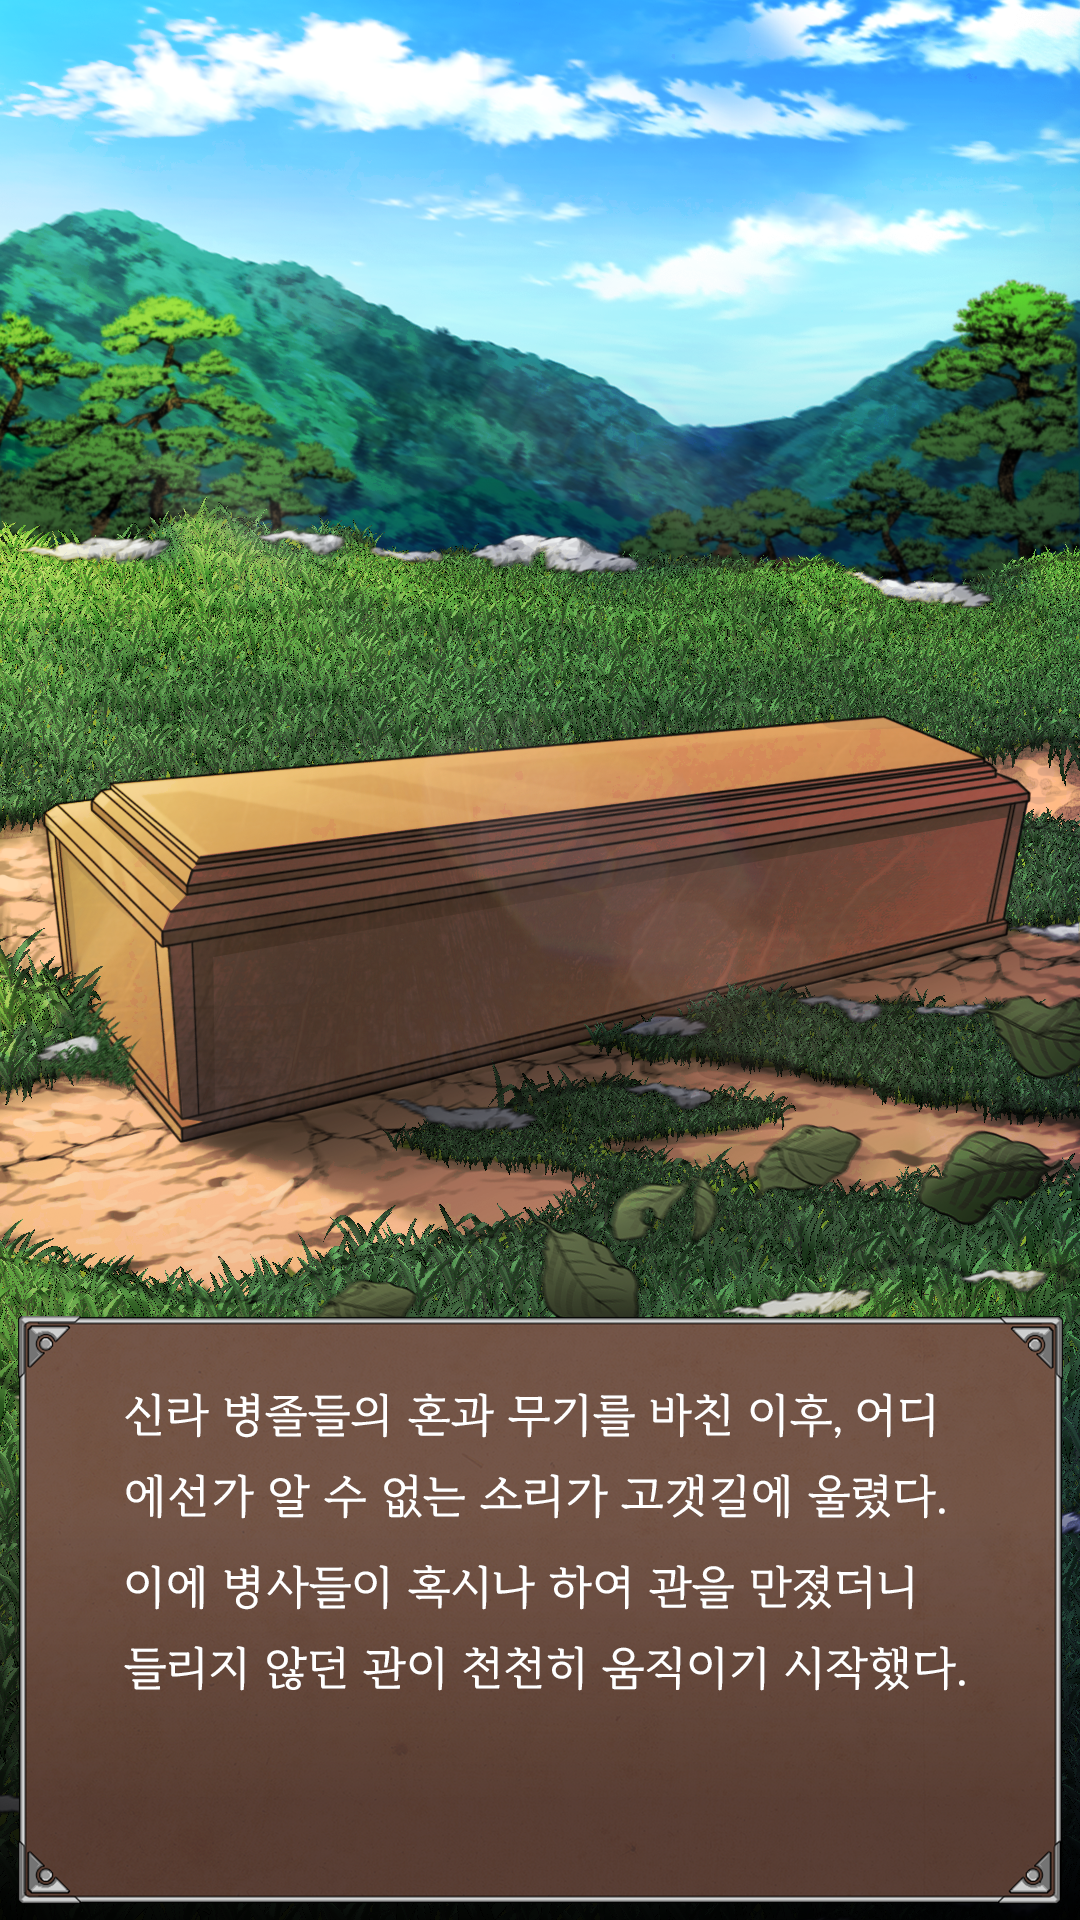 신라 병졸들의 혼과 무기를 바친 이후, 어디
에선가 알 수 없는 소리가 고갯길에 울렸다.
이에 병사들이 혹시나 하여 관을 만졌더니
들리지 않던 관이 천천히 움직이기 시작했다.